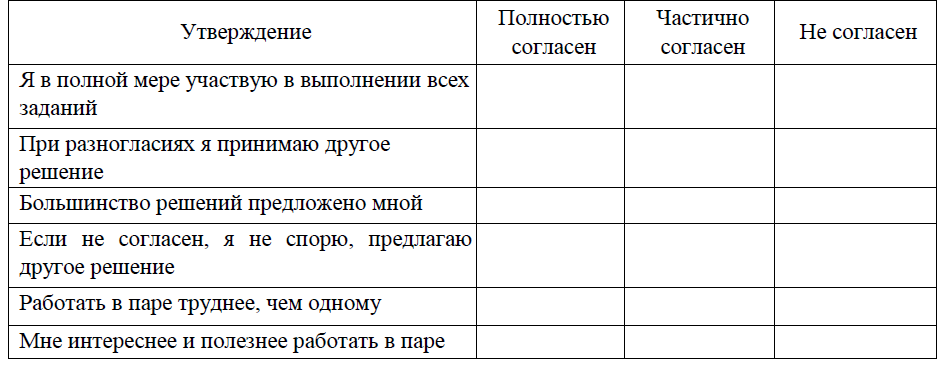 Утверждение
Полностью
согласен
Частично
согласен
Не согласен
Я в полной мере участвую в выполнении всех
заданий
При разногласиях я принимаю другое
решение
Большинство решений предложено мной
Если не согласен, я не спорю, предлагаю
другое решение
Работать в паре труднее, чем одному
Мне интереснее и полезнее работать в паре